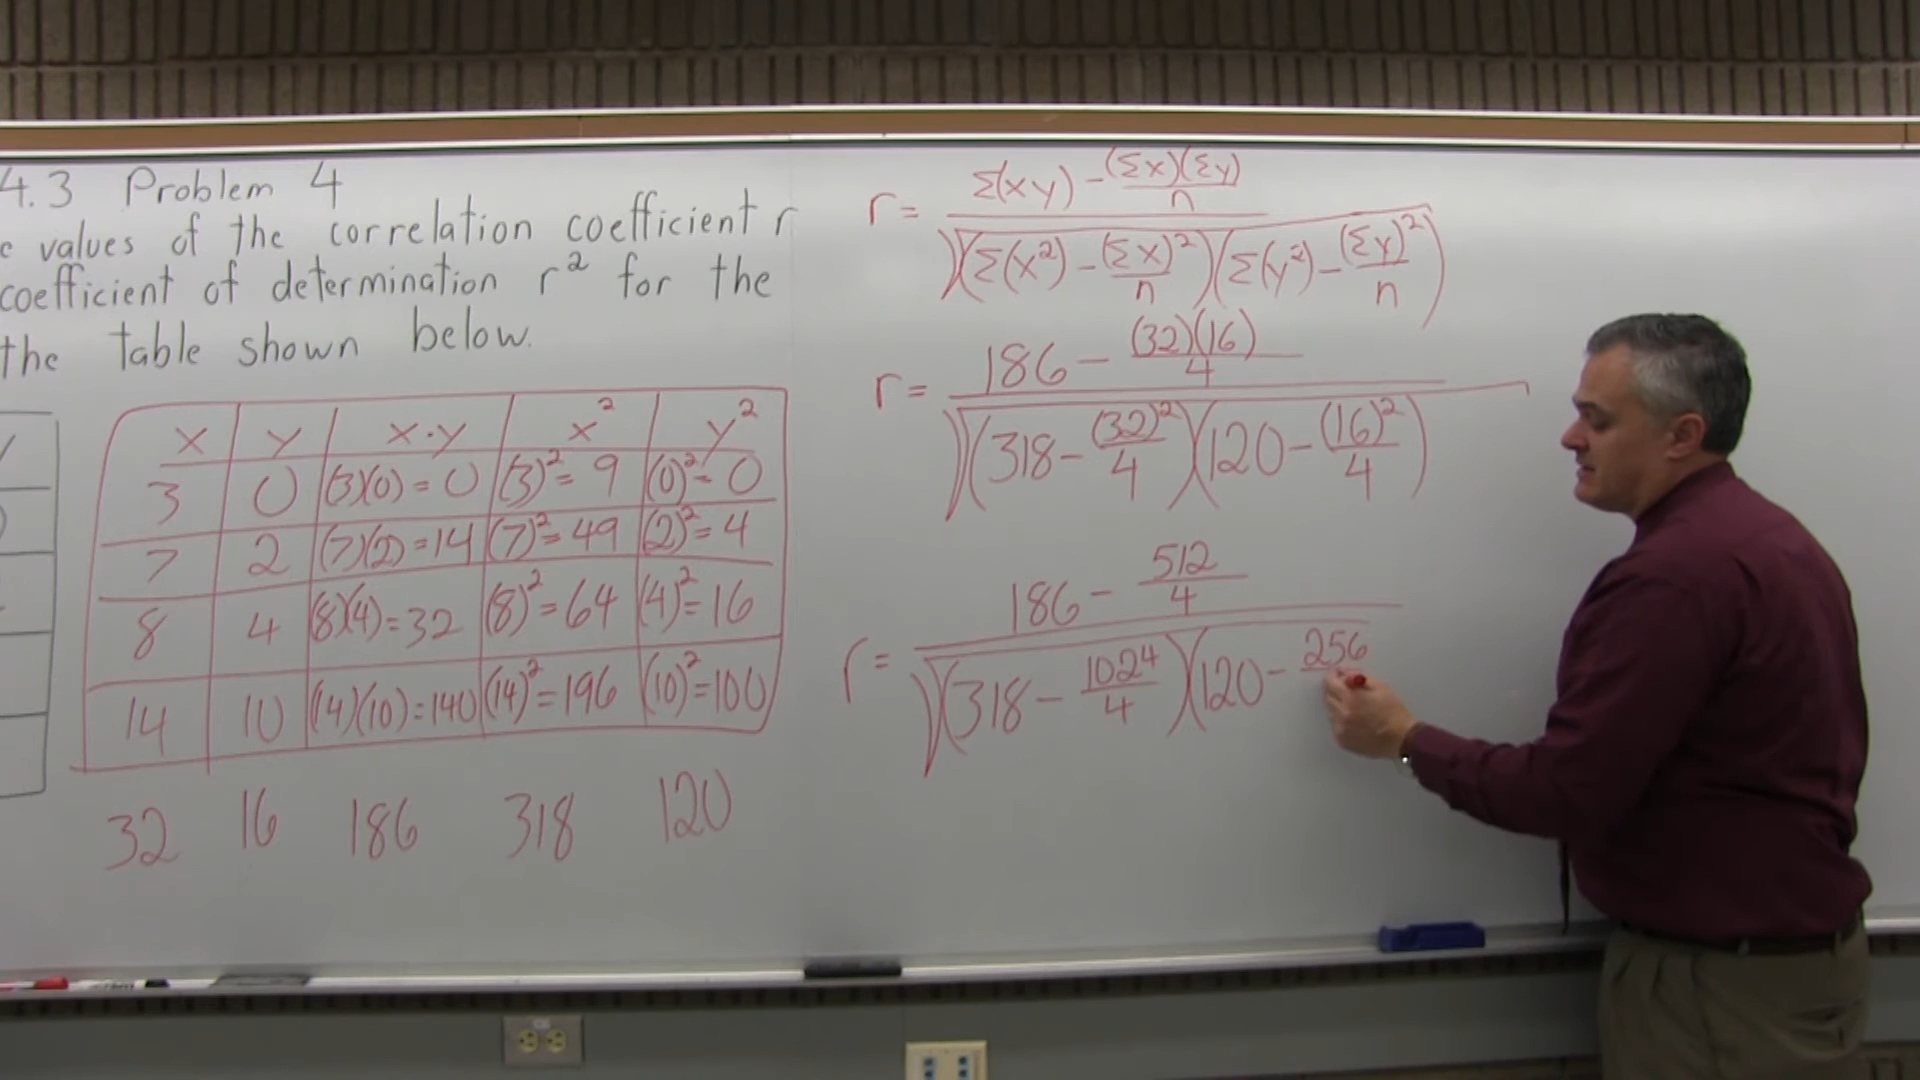 4.3 Problem 4
values of the correlation coefficient r
coefficient of determination r² for the
the table shown below.
x y x·y x² y²
3 0 (3)(0) = 0 (3)² = 9 (0)² = 0
7 2 (7)(2) = 14 (7)² = 49 (2)² = 4
8 4 (8)(4) = 32 (8)² = 64 (4)² = 16
14 10 (14)(10) = 140 (14)² = 196 (10)² = 100
32 16 186 318 120
r = (Σ(xy) - (Σx)(Σy)/n) / √((Σ(x²) - (Σx)²/n)(Σ(y²) - (Σy)²/n))
r = (186 - (32)(16)/4) / √((318 - (32)²/4)(120 - (16)²/4))
r = (186 - 512/4) / √((318 - 1024/4)(120 - 256